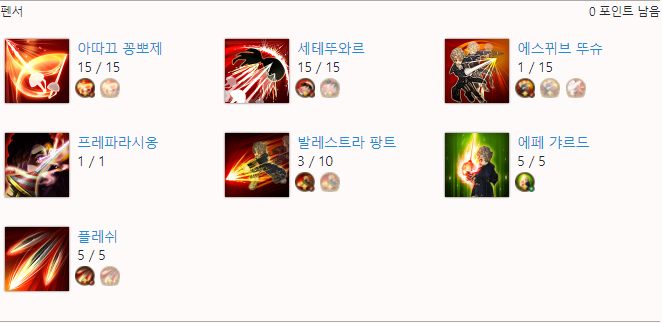 펜서
0 포인트 남음
아따끄 꽁뽀제
세테뚜와르
에스뀌브 뚜슈
15 / 15
15 / 15
1 / 15
프레파라시옹
발레스트라 팡트
에페 갸르드
1 / 1
3 / 10
5 / 5
플레쉬
5 / 5